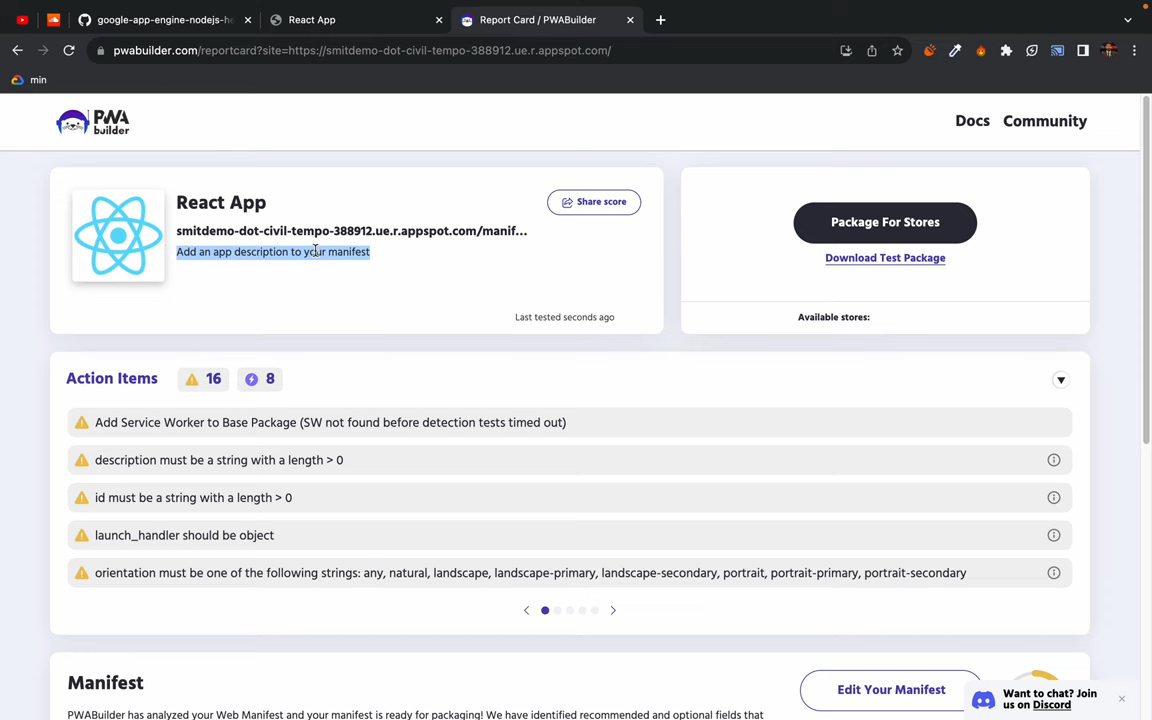 google-app-engine-nodejs-he
React App
Report Card / PWABuilder
pwabuilder.com/reportcard?site=https://smitdemo-dot-civil-tempo-388912.ue.r.appspot.com/
min
PWA builder
Docs
Community
React App
Share score
smitdemo-dot-civil-tempo-388912.ue.r.appspot.com/manif...
Add an app description to your manifest
Last tested seconds ago
Package For Stores
Download Test Package
Available stores:
Action Items
16
8
Add Service Worker to Base Package (SW not found before detection tests timed out)
description must be a string with a length > 0
id must be a string with a length > 0
launch_handler should be object
orientation must be one of the following strings: any, natural, landscape, landscape-primary, landscape-secondary, portrait, portrait-primary, portrait-secondary
Manifest
Edit Your Manifest
PWABuilder has analyzed your Web Manifest and your manifest is ready for packaging! We have identified recommended and optional fields that
Want to chat? Join
us on Discord